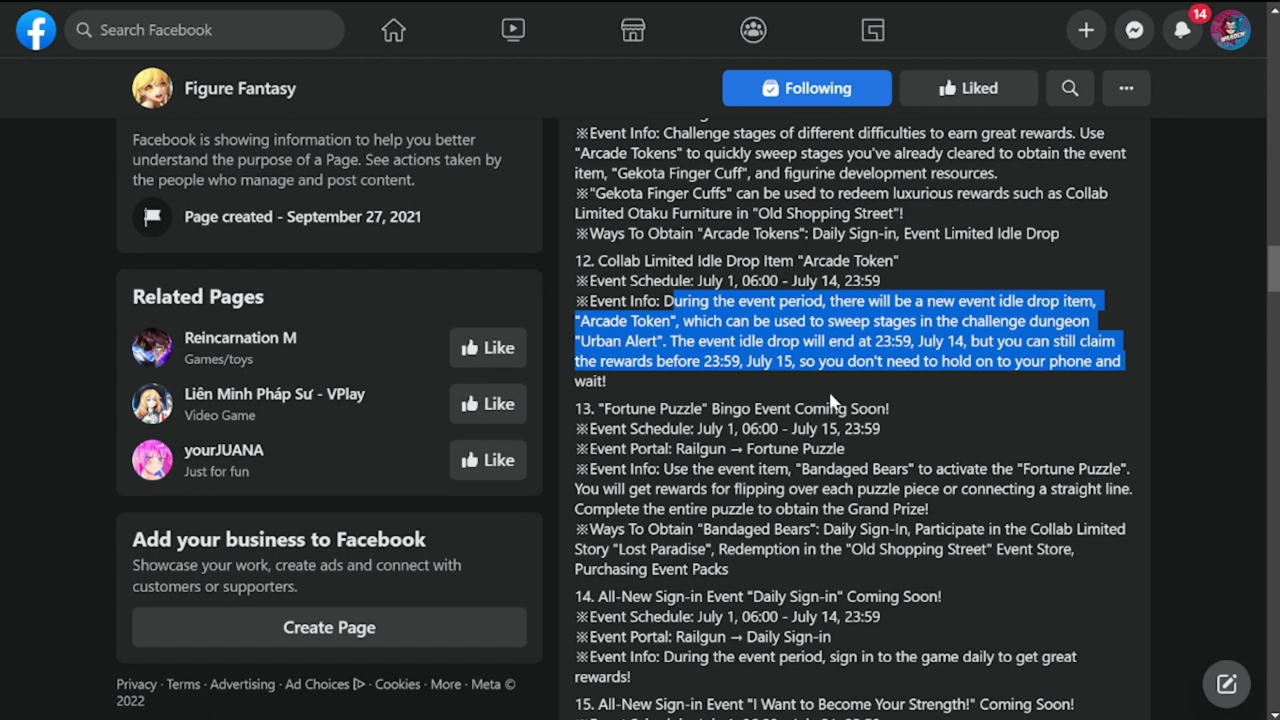 Search Facebook
14
Figure Fantasy
Following
Liked
Facebook is showing information to help you better
understand the purpose of a Page. See actions taken by
the people who manage and post content.
Page created - September 27, 2021
Related Pages
Reincarnation M
Games/toys
Like
Liên Minh Pháp Sư - VPlay
Video Game
Like
yourJUANA
Just for fun
Like
Add your business to Facebook
Showcase your work, create ads and connect with
customers or supporters.
Create Page
Privacy · Terms · Advertising · Ad Choices · Cookies · More · Meta ©
2022
※Event Info: Challenge stages of different difficulties to earn great rewards. Use
"Arcade Tokens" to quickly sweep stages you've already cleared to obtain the event
item, "Gekota Finger Cuff", and figurine development resources.
※"Gekota Finger Cuffs" can be used to redeem luxurious rewards such as Collab
Limited Otaku Furniture in "Old Shopping Street"!
※Ways To Obtain "Arcade Tokens": Daily Sign-in, Event Limited Idle Drop
12. Collab Limited Idle Drop Item "Arcade Token"
※Event Schedule: July 1, 06:00 - July 14, 23:59
※Event Info: During the event period, there will be a new event idle drop item,
"Arcade Token", which can be used to sweep stages in the challenge dungeon
"Urban Alert". The event idle drop will end at 23:59, July 14, but you can still claim
the rewards before 23:59, July 15, so you don't need to hold on to your phone and
wait!
13. "Fortune Puzzle" Bingo Event Coming Soon!
※Event Schedule: July 1, 06:00 - July 15, 23:59
※Event Portal: Railgun → Fortune Puzzle
※Event Info: Use the event item, "Bandaged Bears" to activate the "Fortune Puzzle".
You will get rewards for flipping over each puzzle piece or connecting a straight line.
Complete the entire puzzle to obtain the Grand Prize!
※Ways To Obtain "Bandaged Bears": Daily Sign-In, Participate in the Collab Limited
Story "Lost Paradise", Redemption in the "Old Shopping Street" Event Store,
Purchasing Event Packs
14. All-New Sign-in Event "Daily Sign-in" Coming Soon!
※Event Schedule: July 1, 06:00 - July 14, 23:59
※Event Portal: Railgun → Daily Sign-in
※Event Info: During the event period, sign in to the game daily to get great
rewards!
15. All-New Sign-in Event "I Want to Become Your Strength!" Coming Soon!